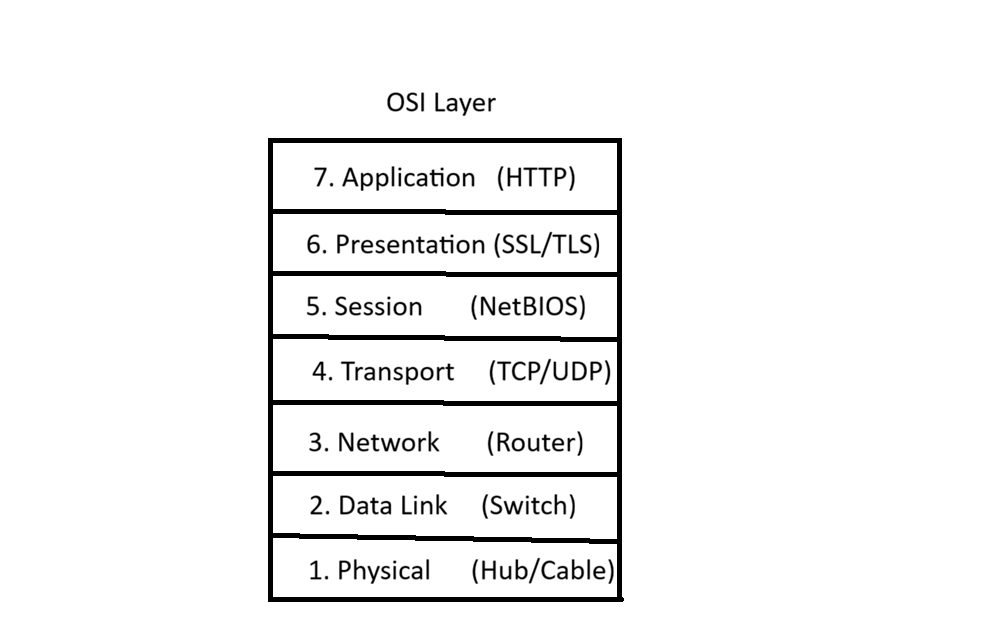 OSI Layer
7. Application (HTTP)
6. Presentation (SSL/TLS)
5. Session (NetBIOS)
4. Transport (TCP/UDP)
3. Network (Router)
2. Data Link (Switch)
1. Physical (Hub/Cable)